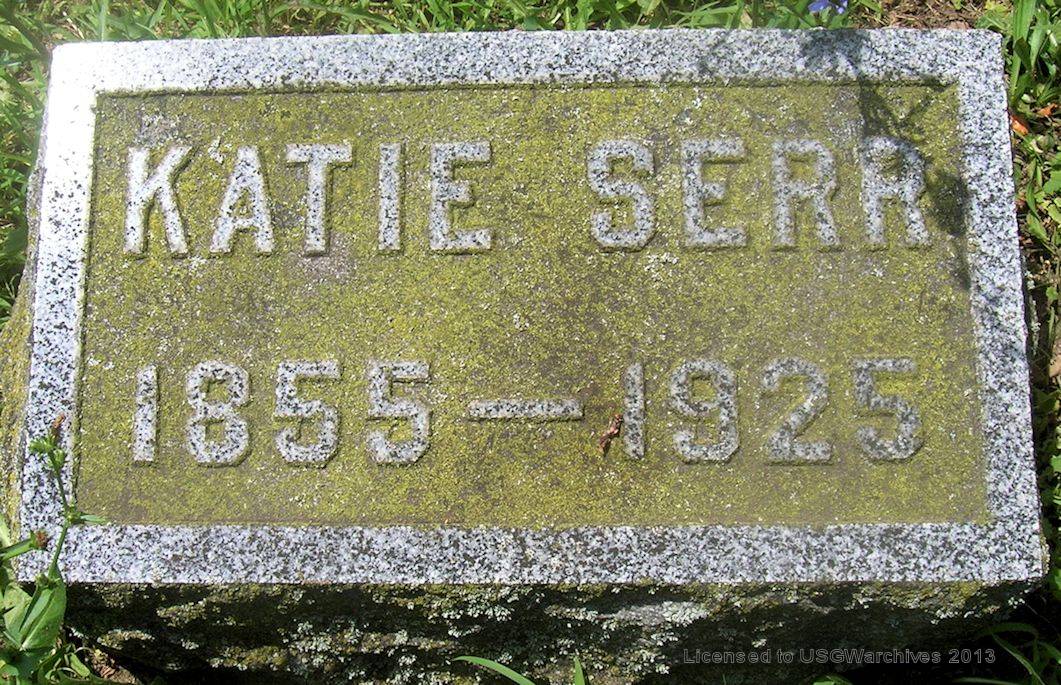 KATIE SERR
1855—1925
Licensed to USGWarchives 2013